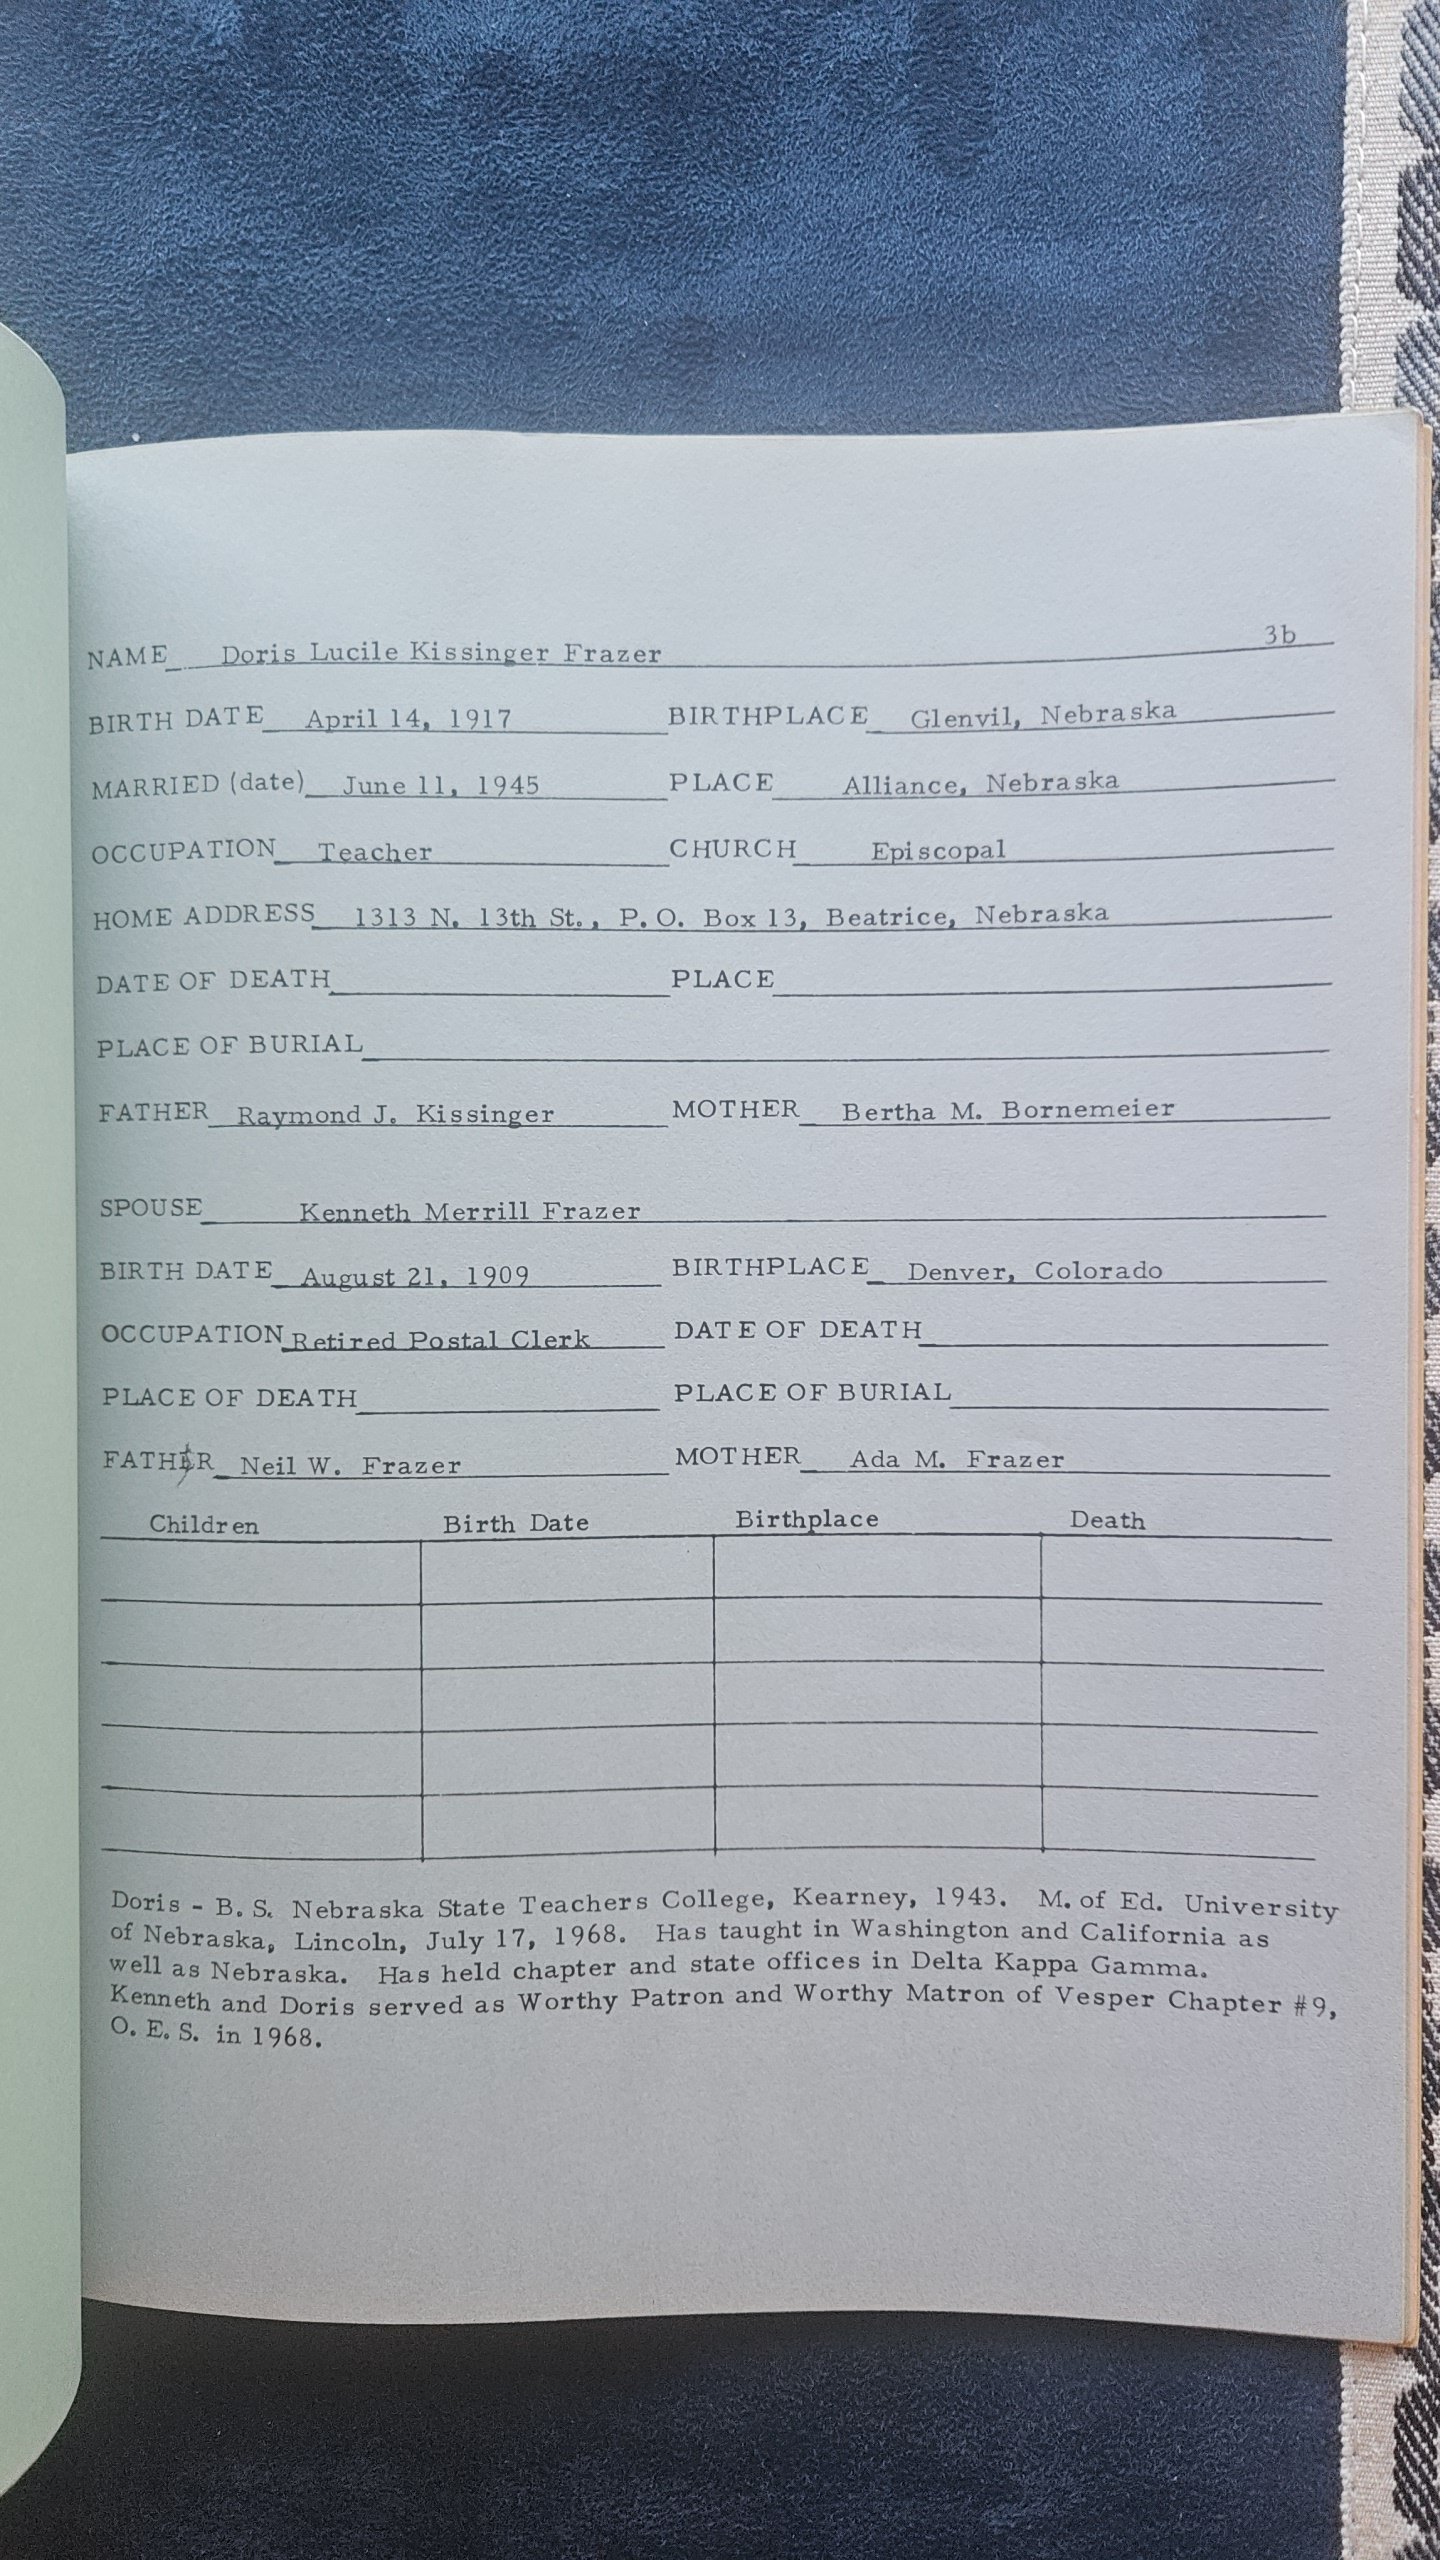 3b
NAME Doris Lucile Kissinger Frazer
BIRTH DATE April 14, 1917 BIRTHPLACE Glenvil, Nebraska
MARRIED (date) June 11, 1945 PLACE Alliance, Nebraska
OCCUPATION Teacher CHURCH Episcopal
HOME ADDRESS 1313 N. 13th St., P.O. Box 13, Beatrice, Nebraska
DATE OF DEATH PLACE
PLACE OF BURIAL
FATHER Raymond J. Kissinger MOTHER Bertha M. Bornemeier
SPOUSE Kenneth Merrill Frazer
BIRTH DATE August 21, 1909 BIRTHPLACE Denver, Colorado
OCCUPATION Retired Postal Clerk DATE OF DEATH
PLACE OF DEATH PLACE OF BURIAL
FATHER Neil W. Frazer MOTHER Ada M. Frazer
Children Birth Date Birthplace Death
Doris - B.S. Nebraska State Teachers College, Kearney, 1943. M. of Ed. University
of Nebraska, Lincoln, July 17, 1968. Has taught in Washington and California as
well as Nebraska. Has held chapter and state offices in Delta Kappa Gamma.
Kenneth and Doris served as Worthy Patron and Worthy Matron of Vesper Chapter #9,
O.E.S. in 1968.